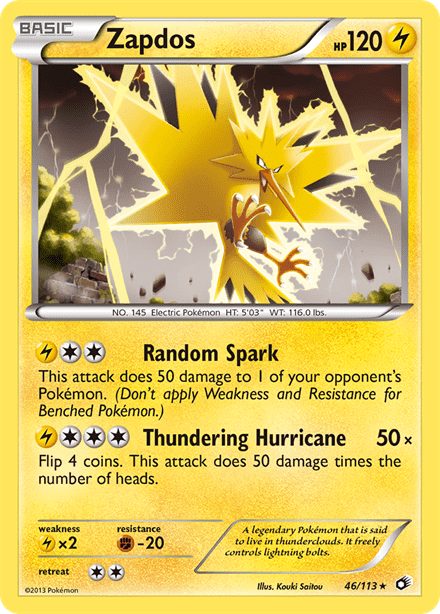 BASIC Zapdos HP120
NO. 145 Electric Pokémon HT: 5'03" WT: 116.0 lbs.
Random Spark
This attack does 50 damage to 1 of your opponent's
Pokémon. (Don't apply Weakness and Resistance for
Benched Pokémon.)
Thundering Hurricane 50×
Flip 4 coins. This attack does 50 damage times the
number of heads.
weakness resistance
×2 -20
retreat
A legendary Pokémon that is said
to live in thunderclouds. It freely
controls lightning bolts.
©2013 Pokémon Illus. Kouki Saitou 46/113★